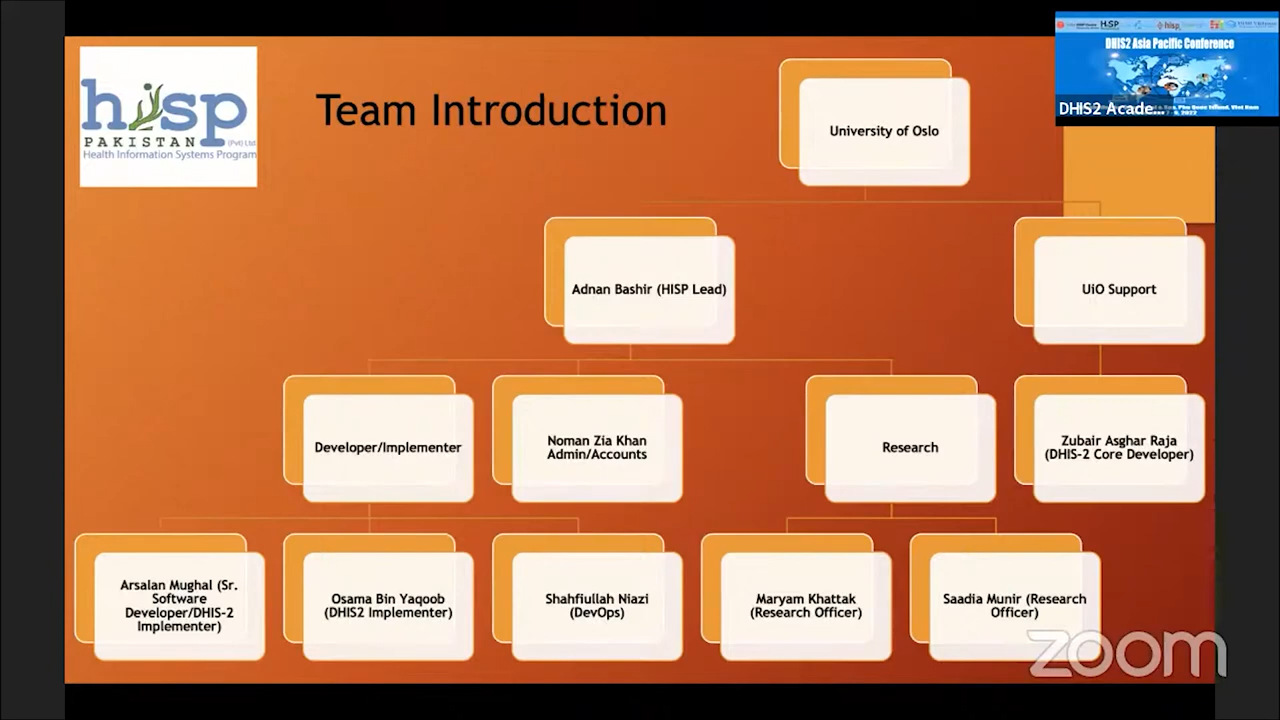 hisp
PAKISTAN (Pvt) Ltd
Health Information Systems Program
Team Introduction
DHIS2 Asia Pacific Conference
DHIS2 Acade...
University of Oslo
Adnan Bashir (HISP Lead)
UiO Support
Developer/Implementer
Noman Zia Khan
Admin/Accounts
Research
Zubair Asghar Raja
(DHIS-2 Core Developer)
Arsalan Mughal (Sr.
Software
Developer/DHIS-2
Implementer)
Osama Bin Yaqoob
(DHIS2 Implementer)
Shahfiullah Niazi
(DevOps)
Maryam Khattak
(Research Officer)
Saadia Munir (Research
Officer)
zoom